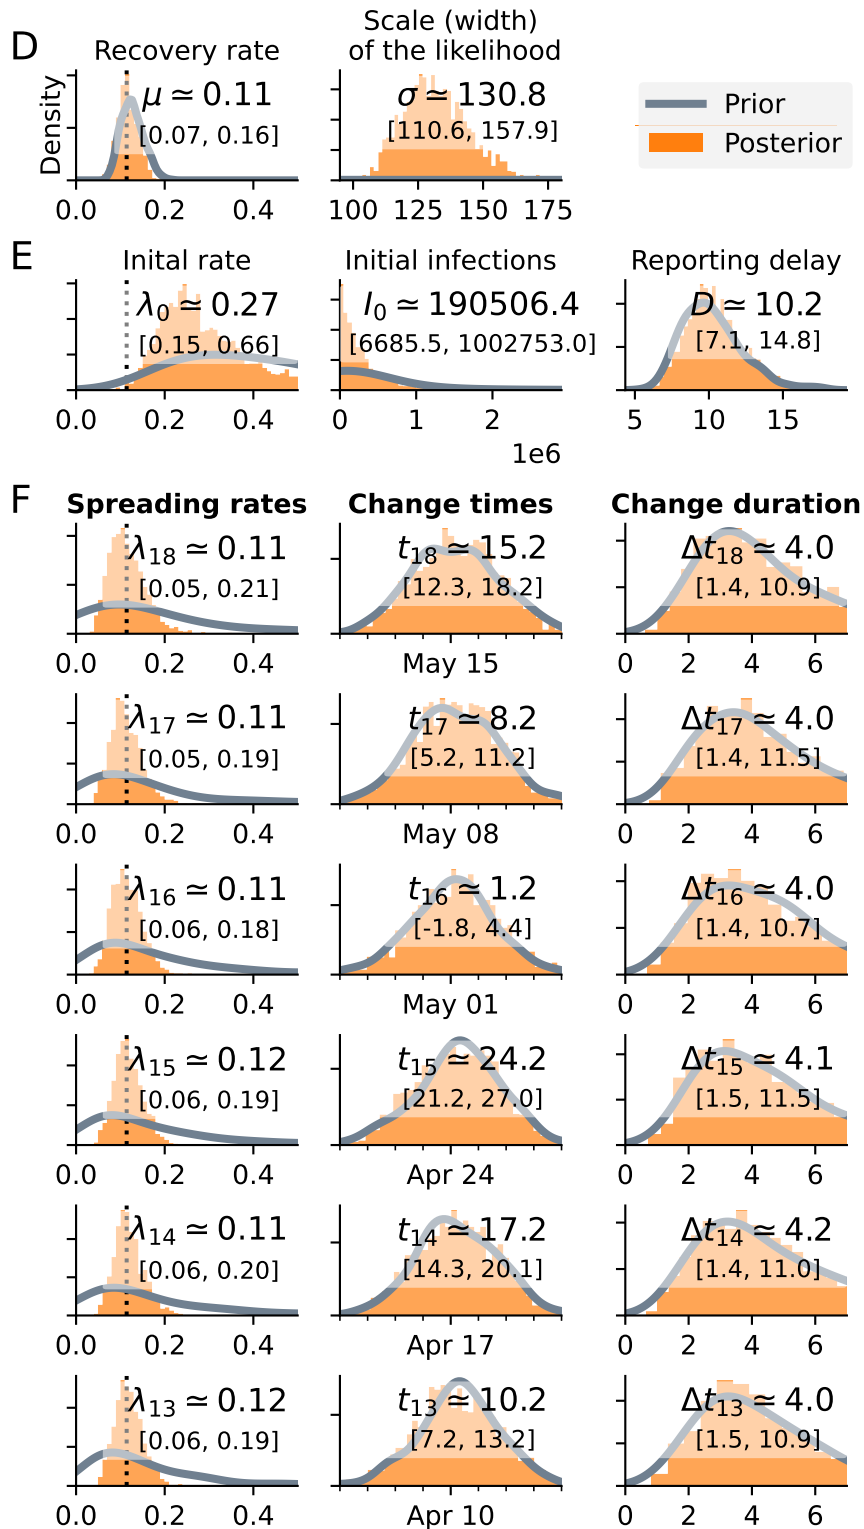 D
Recovery rate
Scale (width)
of the likelihood
Density
μ ≃ 0.11
[0.07, 0.16]
0.0 0.2 0.4
σ ≃ 130.8
[110.6, 157.9]
100 125 150 175
Prior
Posterior
E
Inital rate
Initial infections
Reporting delay
λ0 ≃ 0.27
[0.15, 0.66]
0.0 0.2 0.4
I0 ≃ 190506.4
[6685.5, 1002753.0]
0 1 2
1e6
D ≃ 10.2
[7.1, 14.8]
5 10 15
F
Spreading rates
Change times
Change duration
λ18 ≃ 0.11
[0.05, 0.21]
0.0 0.2 0.4
t18 ≃ 15.2
[12.3, 18.2]
May 15
Δt18 ≃ 4.0
[1.4, 10.9]
0 2 4 6
λ17 ≃ 0.11
[0.05, 0.19]
0.0 0.2 0.4
t17 ≃ 8.2
[5.2, 11.2]
May 08
Δt17 ≃ 4.0
[1.4, 11.5]
0 2 4 6
λ16 ≃ 0.11
[0.06, 0.18]
0.0 0.2 0.4
t16 ≃ 1.2
[-1.8, 4.4]
May 01
Δt16 ≃ 4.0
[1.4, 10.7]
0 2 4 6
λ15 ≃ 0.12
[0.06, 0.19]
0.0 0.2 0.4
t15 ≃ 24.2
[21.2, 27.0]
Apr 24
Δt15 ≃ 4.1
[1.5, 11.5]
0 2 4 6
λ14 ≃ 0.11
[0.06, 0.20]
0.0 0.2 0.4
t14 ≃ 17.2
[14.3, 20.1]
Apr 17
Δt14 ≃ 4.2
[1.4, 11.0]
0 2 4 6
λ13 ≃ 0.12
[0.06, 0.19]
0.0 0.2 0.4
t13 ≃ 10.2
[7.2, 13.2]
Apr 10
Δt13 ≃ 4.0
[1.5, 10.9]
0 2 4 6